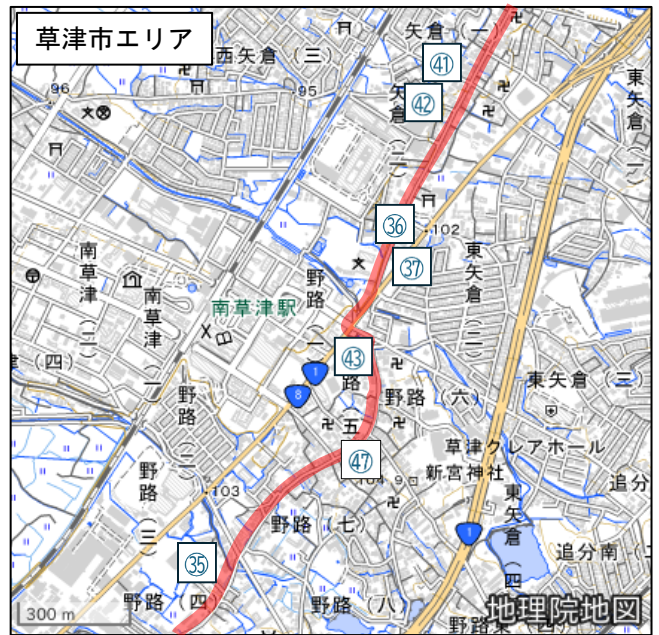 草津市エリア
西矢倉(三)
矢倉(一)
㊶
㊷
96
95
矢倉(二)
東矢倉(一)
㊱
102
㊲
南草津(二)
南草津(一)
野路(一)
南草津駅
東矢倉(二)
(四)
1
8
㊸
路(五)
野路(六)
東矢倉(三)
野路(二)
㊼
草津クレアホール
新宮神社
追分
103
野路(三)
野路(七)
1
東矢倉(四)
追分南(
㉟
300 m
野路(四)
野路(八)
地理院地図
野路東(四)